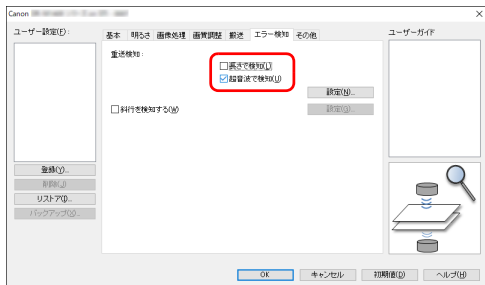 Canon
ユーザー設定(F):
基本 明るさ 画像処理 画質調整 搬送 エラー検知 その他
ユーザーガイド
重送検知:
長さで検知(L)
超音波で検知(U)
設定(N)...
斜行を検知する(W)
設定(G)...
登録(Y)...
削除(J)
リストア(I)...
バックアップ(X)...
OK
キャンセル
初期値(D)
ヘルプ(H)